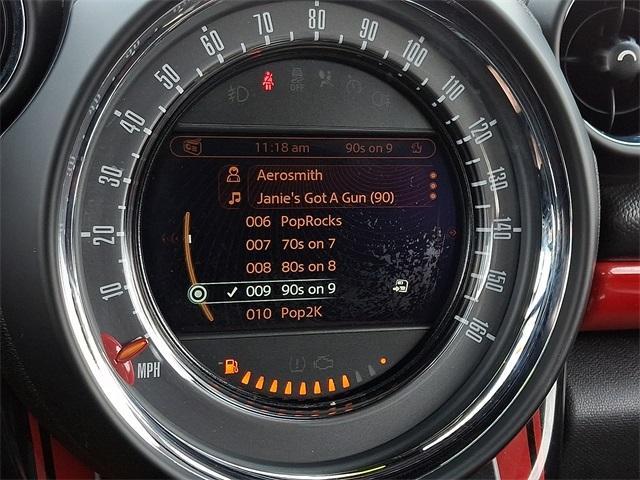 10
20
30
40
50
60
70
80
90
100
110
120
130
140
150
160
MPH
OFF
11:18 am 90s on 9
Aerosmith
Janie's Got A Gun (90)
006 PopRocks
007 70s on 7
008 80s on 8
009 90s on 9
010 Pop2K